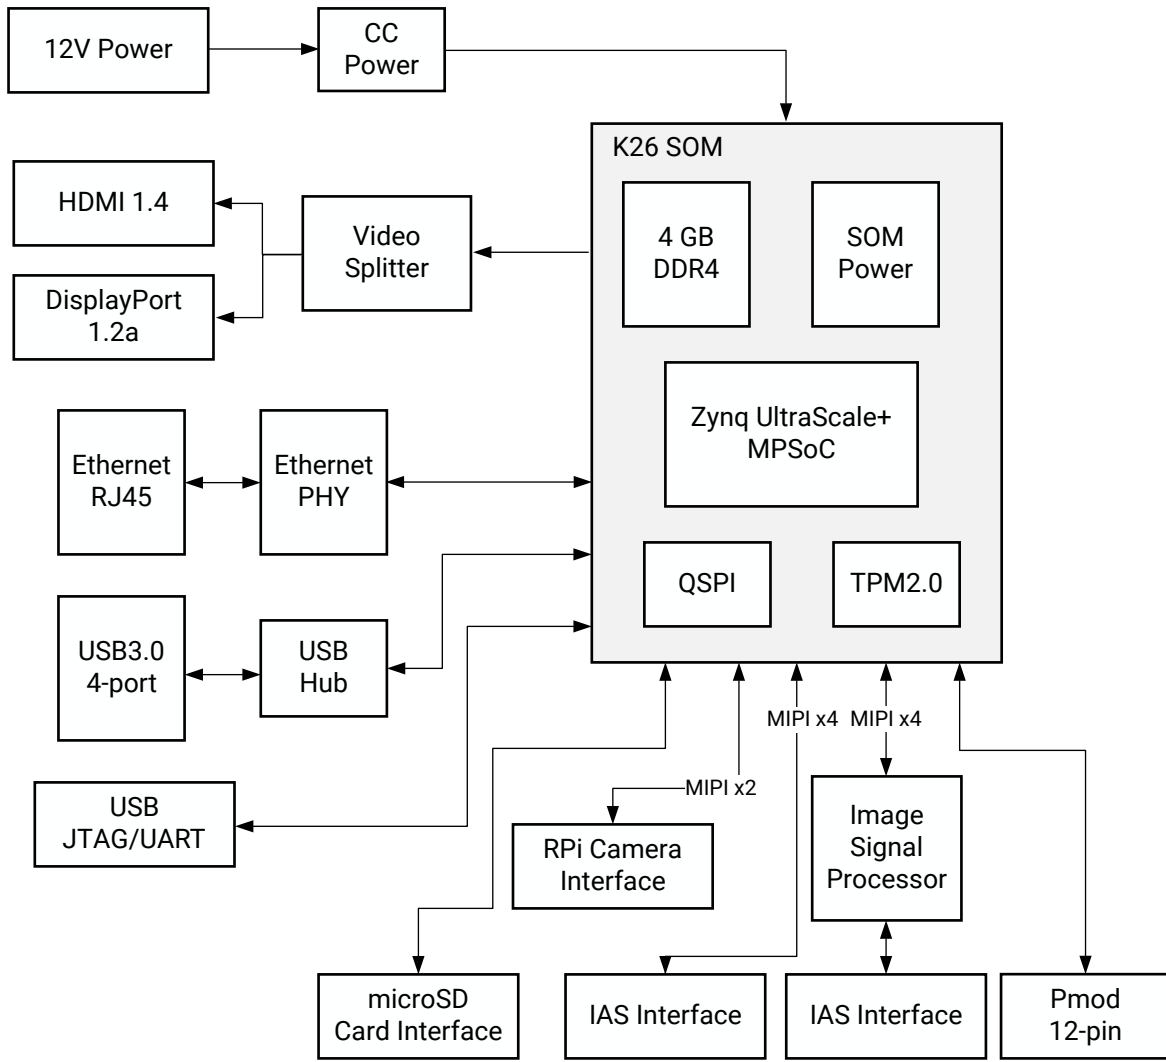 12V Power
CC
Power
K26 SOM
HDMI 1.4
Video
Splitter
4 GB
DDR4
SOM
Power
DisplayPort
1.2a
Zynq UltraScale+
MPSoC
Ethernet
RJ45
Ethernet
PHY
QSPI
TPM2.0
USB3.0
4-port
USB
Hub
MIPI x4
MIPI x4
MIPI x2
USB
JTAG/UART
RPi Camera
Interface
Image
Signal
Processor
microSD
Card Interface
IAS Interface
IAS Interface
Pmod
12-pin